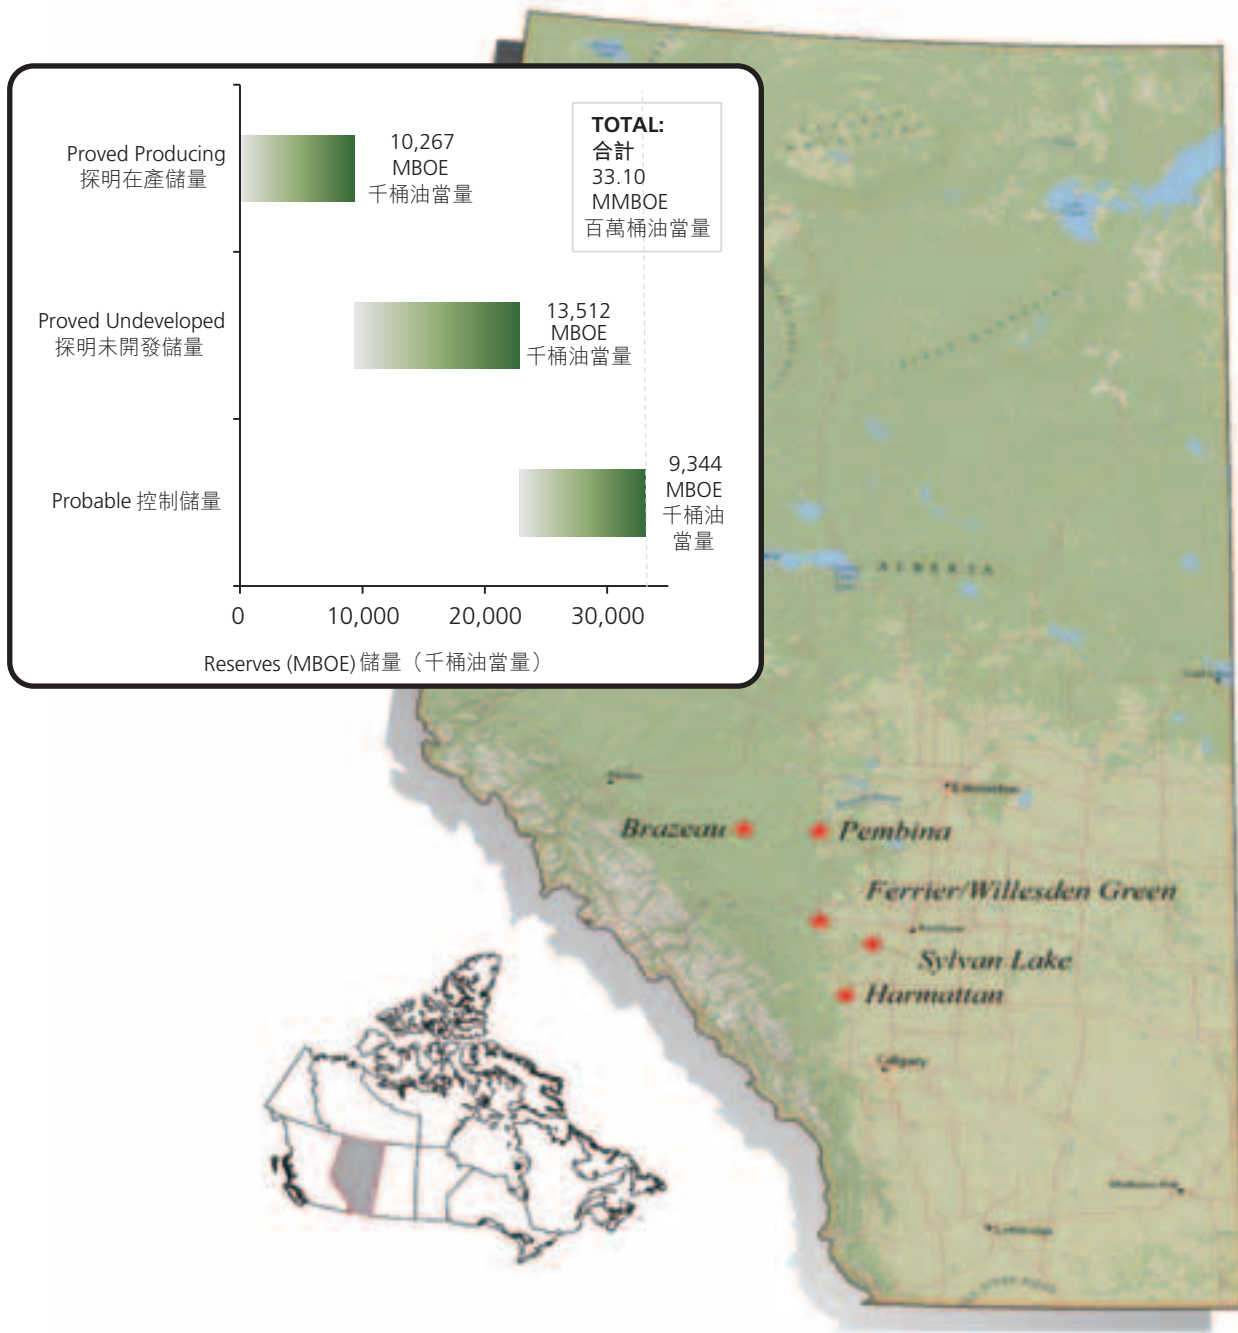 Proved Producing
探明在產儲量
10,267
MBOE
千桶油當量
TOTAL:
合計
33.10
MMBOE
百萬桶油當量
Proved Undeveloped
探明未開發儲量
13,512
MBOE
千桶油當量
Probable 控制儲量
9,344
MBOE
千桶油
當量
0 10,000 20,000 30,000
Reserves (MBOE) 儲量（千桶油當量）
ALBERTA
Edmonton
Brazeau
Pembina
Ferrier/Willesden Green
Sylvan Lake
Harmattan
Calgary